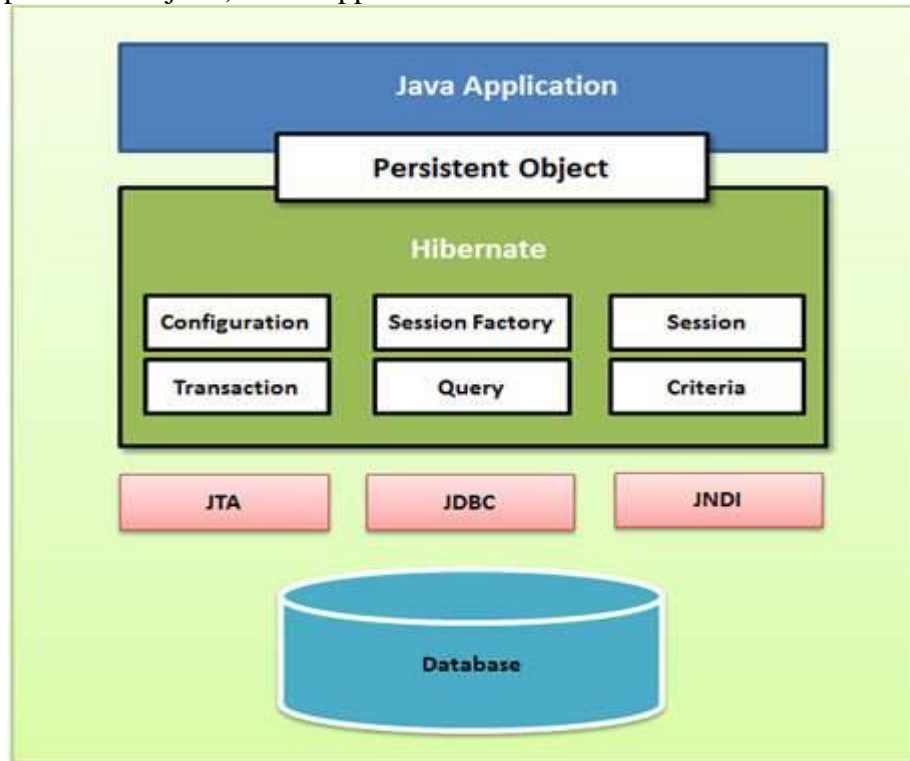 Java Application
Persistent Object
Hibernate
Configuration Session Factory Session
Transaction Query Criteria
JTA JDBC JNDI
Database